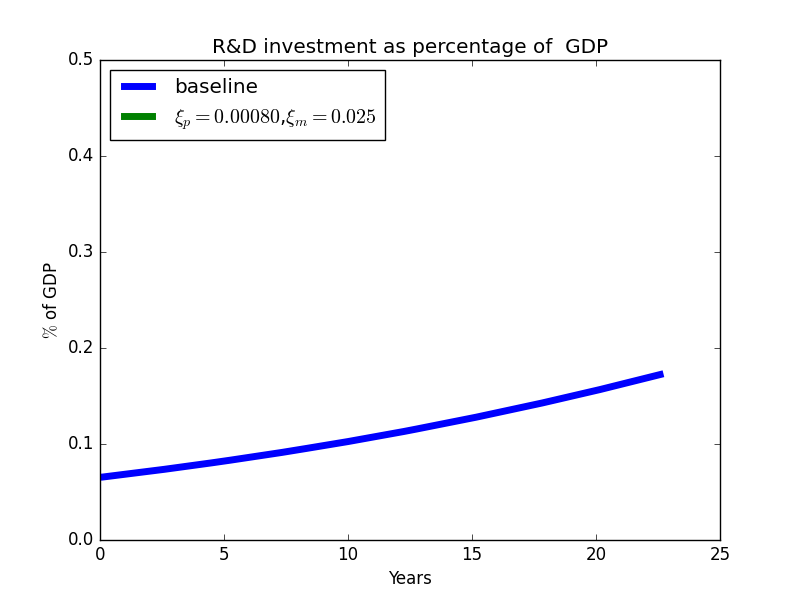 R&D investment as percentage of  GDP
0.5
baseline
ξp = 0.00080,ξm = 0.025
0.4
0.3
% of GDP
0.2
0.1
0.0
0 5 10 15 20 25
Years